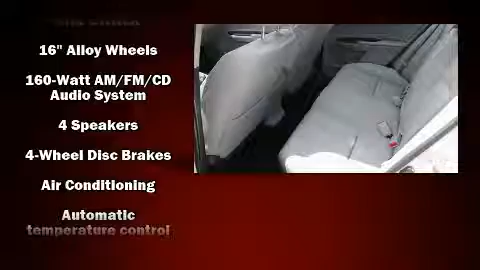 16" Alloy Wheels
160-Watt AM/FM/CD
Audio System
4 Speakers
4-Wheel Disc Brakes
Air Conditioning
Automatic
temperature control